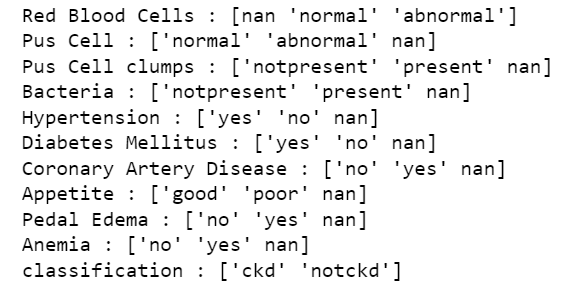 Red Blood Cells : [nan 'normal' 'abnormal']
Pus Cell : ['normal' 'abnormal' nan]
Pus Cell clumps : ['notpresent' 'present' nan]
Bacteria : ['notpresent' 'present' nan]
Hypertension : ['yes' 'no' nan]
Diabetes Mellitus : ['yes' 'no' nan]
Coronary Artery Disease : ['no' 'yes' nan]
Appetite : ['good' 'poor' nan]
Pedal Edema : ['no' 'yes' nan]
Anemia : ['no' 'yes' nan]
classification : ['ckd' 'notckd']